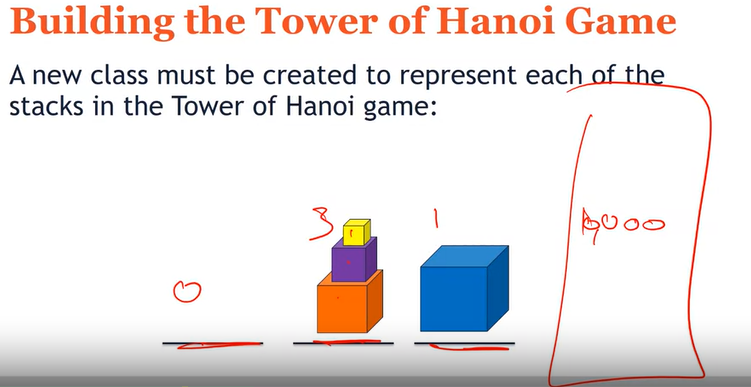 Building the Tower of Hanoi Game
A new class must be created to represent each of the
stacks in the Tower of Hanoi game:
3
1
0